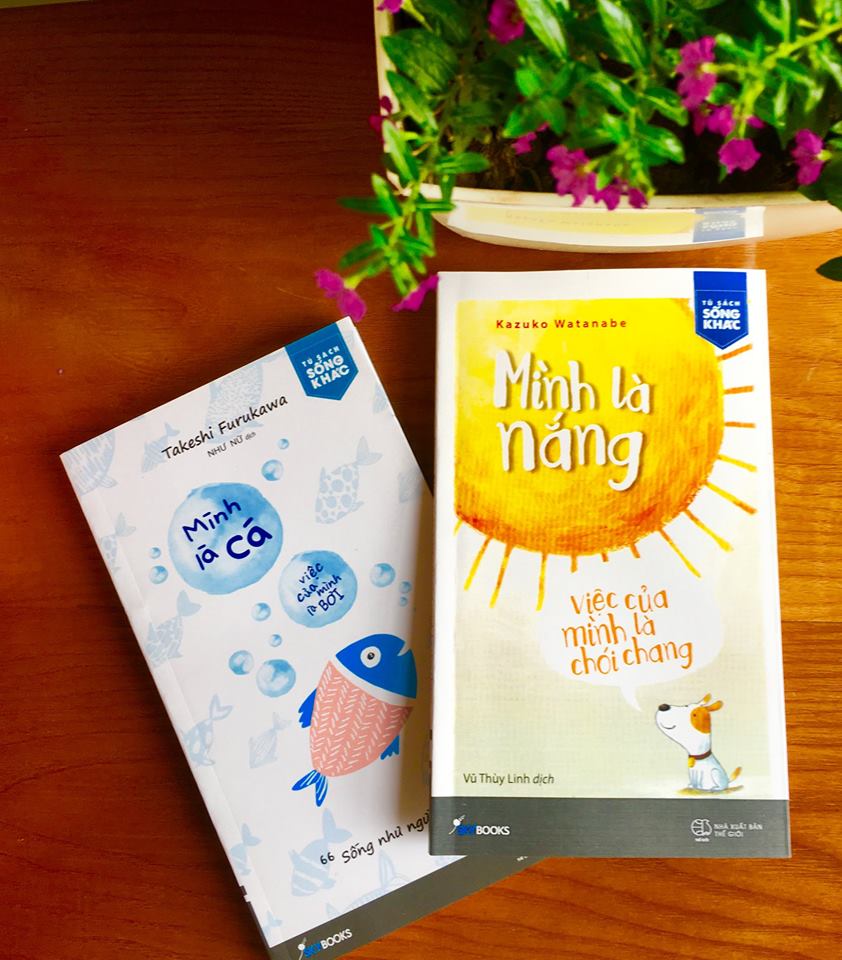 TỦ SÁCH
SỐNG
KHÁC
Takeshi Furukawa
NHƯ NỮ dịch
Mình
là cá
việc
của mình
là BƠI
66 Sống như
SKYBOOKS
TỦ SÁCH
SỐNG
KHÁC
Kazuko Watanabe
Mình là
nắng
việc của
mình là
chói chang
Vũ Thùy Linh dịch
SKYBOOKS
NHÀ XUẤT BẢN
THẾ GIỚI